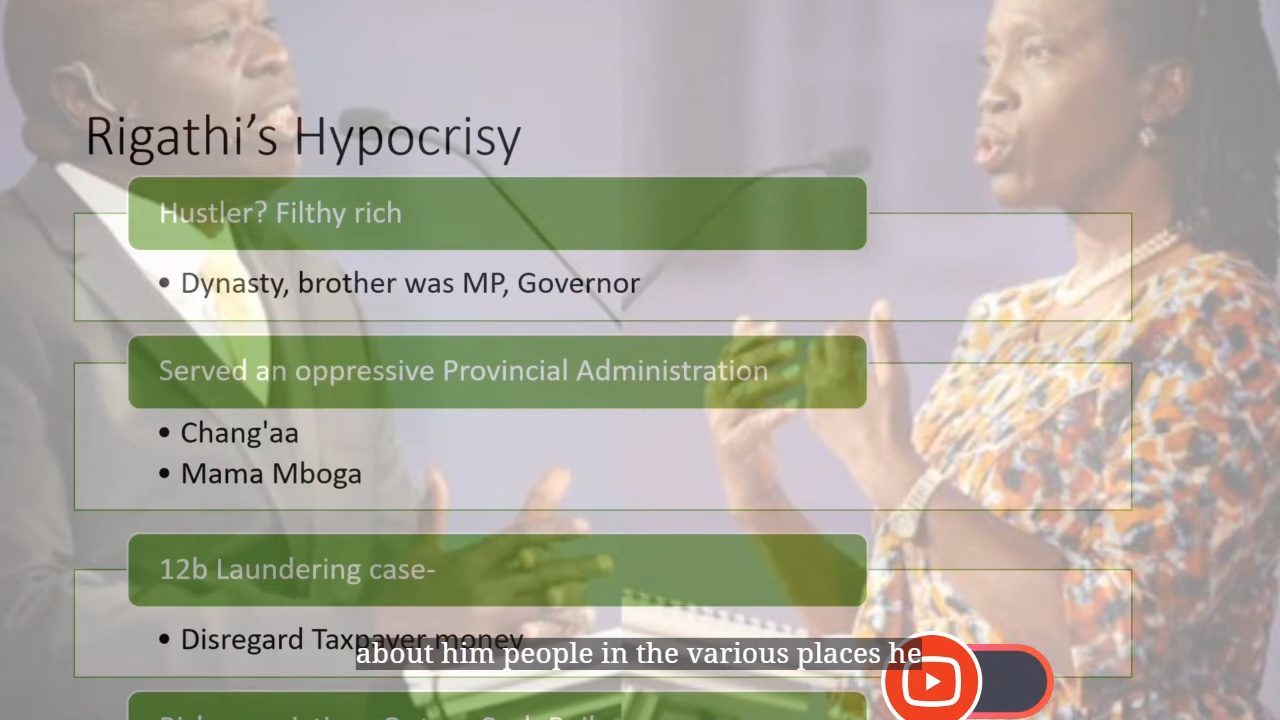 Rigathi's Hypocrisy
Hustler? Filthy rich
• Dynasty, brother was MP, Governor
Served an oppressive Provincial Administration
• Chang'aa
• Mama Mboga
12b Laundering case-
• Disregard Taxpayer money
about him people in the various places he